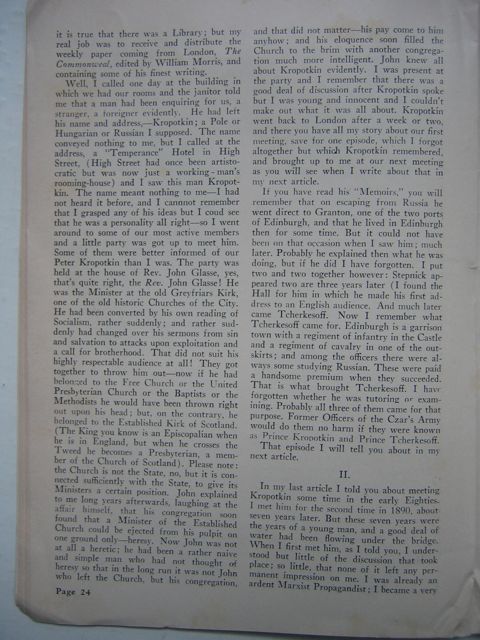 it is true that there was a Library; but my
real job was to receive and distribute the
weekly paper coming from London, The
Commonweal, edited by William Morris, and
containing some of his finest writing.
Well, I called one day at the building in
which we had our rooms and the janitor told
me that a man had been enquiring for us, a
stranger, a foreigner evidently. He had left
his name and address,—Kropotkin; a Pole or
Hungarian or Russian I supposed. The name
conveyed nothing to me, but I called at the
address, a "Temperance" Hotel in High
Street, (High Street had once been aristo-
cratic but was now just a working-man's
rooming-house) and I saw this man Kropot-
kin. The name meant nothing to me—I had
not heard it before, and I cannnot remember
that I grasped any of his ideas but I could see
that he was a personality all right—so I went
around to some of our most active members
and a little party was got up to meet him.
Some of them were better informed of our
Peter Kropotkin than I was. The party was
held at the house of Rev. John Glasse, yes,
that's quite right, the Rev. John Glasse! He
was the Minister at the old Greyfriars Kirk,
one of the old historic Churches of the City.
He had been converted by his own reading of
Socialism, rather suddenly; and rather sud-
denly had changed over his sermons from sin
and salvation to attacks upon exploitation and
a call for brotherhood. That did not suit his
highly respectable audience at all! They got
together to throw him out—now if he had
belonged to the Free Church or the United
Presbyterian Church or the Baptists or the
Methodists he would have been thrown right
out upon his head; but, on the contrary, he
belonged to the Established Kirk of Scotland.
(The King you know is an Episcopalian when
he is in England, but when he crosses the
Tweed he becomes a Presbyterian, a mem-
ber of the Church of Scotland). Please note:
the Church is not the State, no, but it is con-
nected sufficiently with the State, to give its
Ministers a certain position. John explained
to me long years afterwards, laughing at the
affair himself, that his congregation soon
found that a Minister of the Established
Church could be ejected from his pulpit on
one ground only—heresy. Now John was not
at all a heretic; he had been a rather naive
and simple man who had not thought of
heresy so that in the long run it was not John
who left the Church, but his congregation,
Page 24
and that did not matter—his pay come to him
anyhow; and his eloquence soon filled the
Church to the brim with another congrega-
tion much more intelligent. John knew all
about Kropotkin evidently. I was present at
the party and I remember that there was a
good deal of discussion after Kropotkin spoke
but I was young and innocent and I couldn't
make out what it was all about. Kropotkin
went back to London after a week or two,
and there you have all my story about our first
meeting, save for one episode, which I forgot
altogether but which Kropotkin remembered,
and brought up to me at our next meeting
as you will see when I write about that in
my next article.
If you have read his "Memoirs," you will
remember that on escaping from Russia he
went direct to Granton, one of the two ports
of Edinburgh, and that he lived in Edinburgh
then for some time. But it could not have
been on that occasion when I saw him; much
later. Probably he explained then what he was
doing, but if he did I have forgotten. I put
two and two together however: Stepnick ap-
peared two are three years later (I found the
Hall for him in which he made his first ad-
dress to an English audience. And much later
came Tcherkesoff. Now I remember what
Tcherkesoff came for. Edinburgh is a garrison
town with a regiment of infantry in the Castle
and a regiment of cavalry in one of the out-
skirts; and among the officers there were al-
ways some studying Russian. These were paid
a handsome premium when they succeeded.
That is what brought Tcherkesoff. I have
forgotten whether he was tutoring or exam-
ining. Probably all three of them came for that
purpose. Former Officers of the Czar's Army
would do them no harm if they were known
as Prince Kropotkin and Prince Tcherkesoff.
That episode I will tell you about in my
next article.
II.
In my last article I told you about meeting
Kropotkin some time in the early Eighties.
I met him for the second time in 1890, about
seven years later. But these seven years were
the years of a young man, and a good deal of
water had been flowing under the bridge.
When I first met him, as I told you, I under-
stood but little of the discussion that took
place; so little, that none of it left any per-
manent impression on me. I was already an
ardent Marxist Propagandist; I became a very